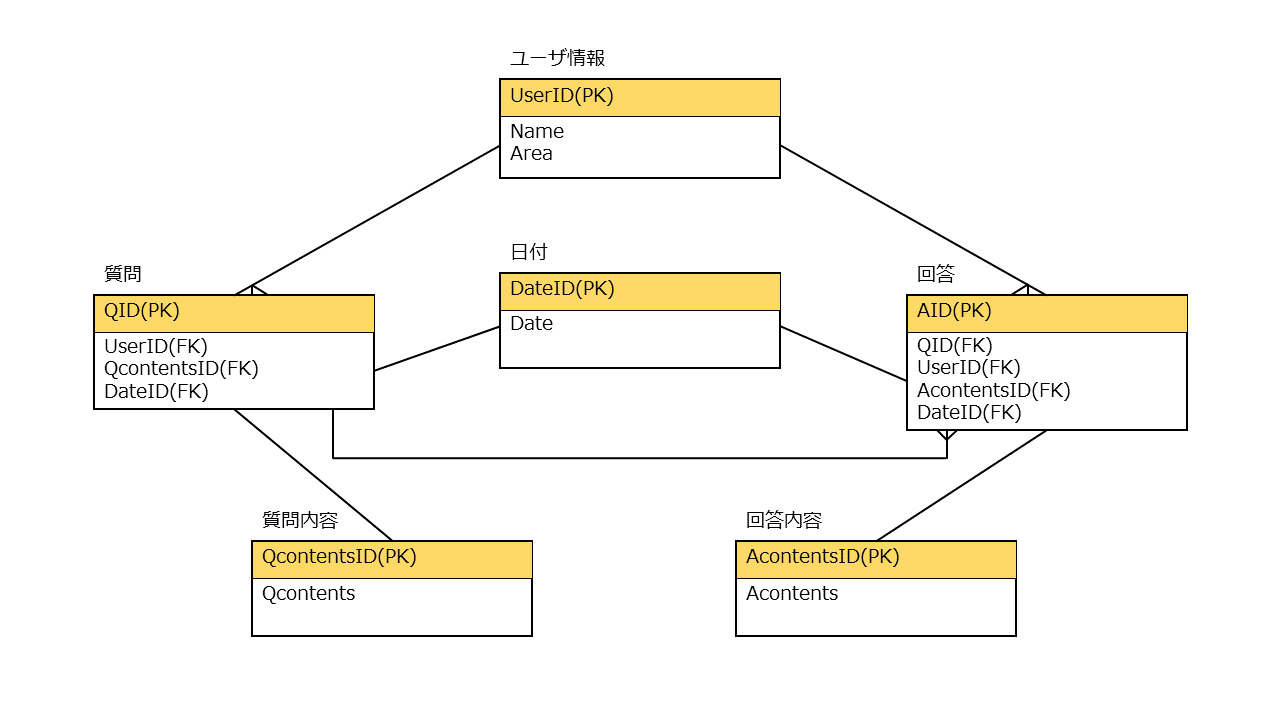 ユーザ情報
UserID(PK)
Name
Area
質問
QID(PK)
UserID(FK)
QcontentsID(FK)
DateID(FK)
日付
DateID(PK)
Date
回答
AID(PK)
QID(FK)
UserID(FK)
AcontentsID(FK)
DateID(FK)
質問内容
QcontentsID(PK)
Qcontents
回答内容
AcontentsID(PK)
Acontents